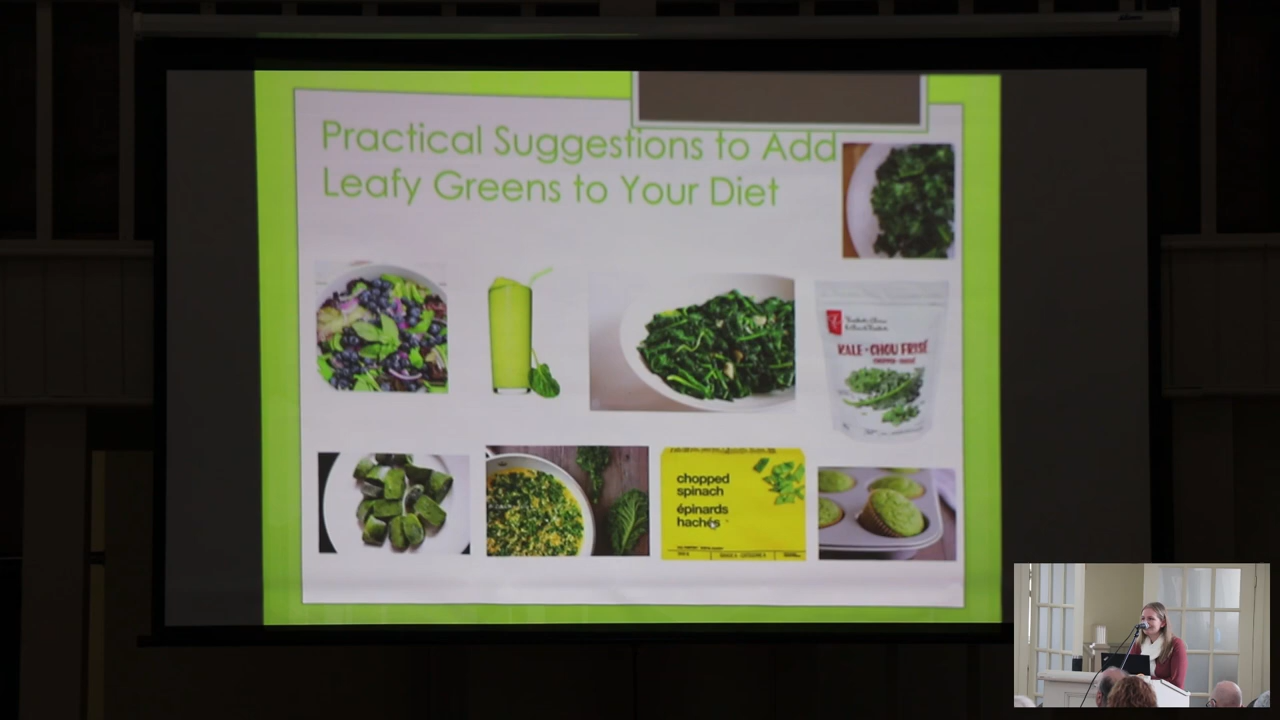 Practical Suggestions to Add
Leafy Greens to Your Diet
KALE • CHOU FRISÉ
chopped
spinach
épinards
hachés